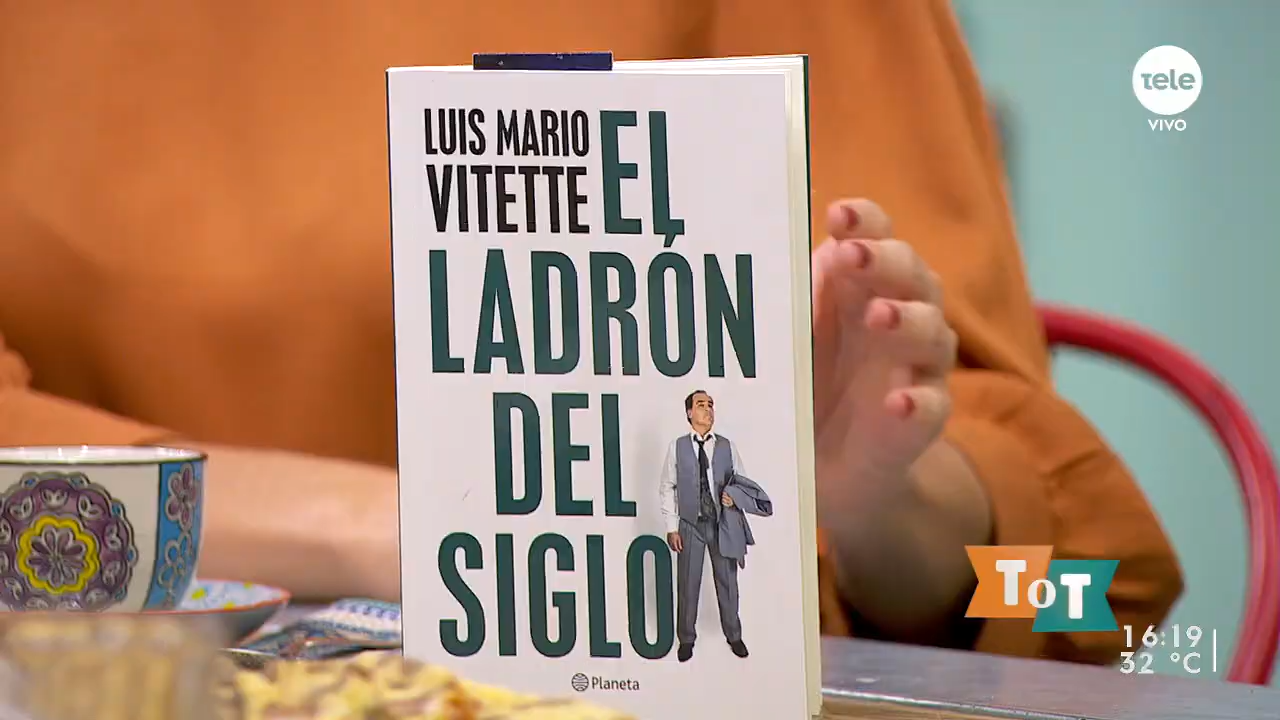 LUIS MARIO
VITETTE
EL
LADRÓN
DEL
SIGLO
Planeta
tele
VIVO
TOT
16:19
32 °C